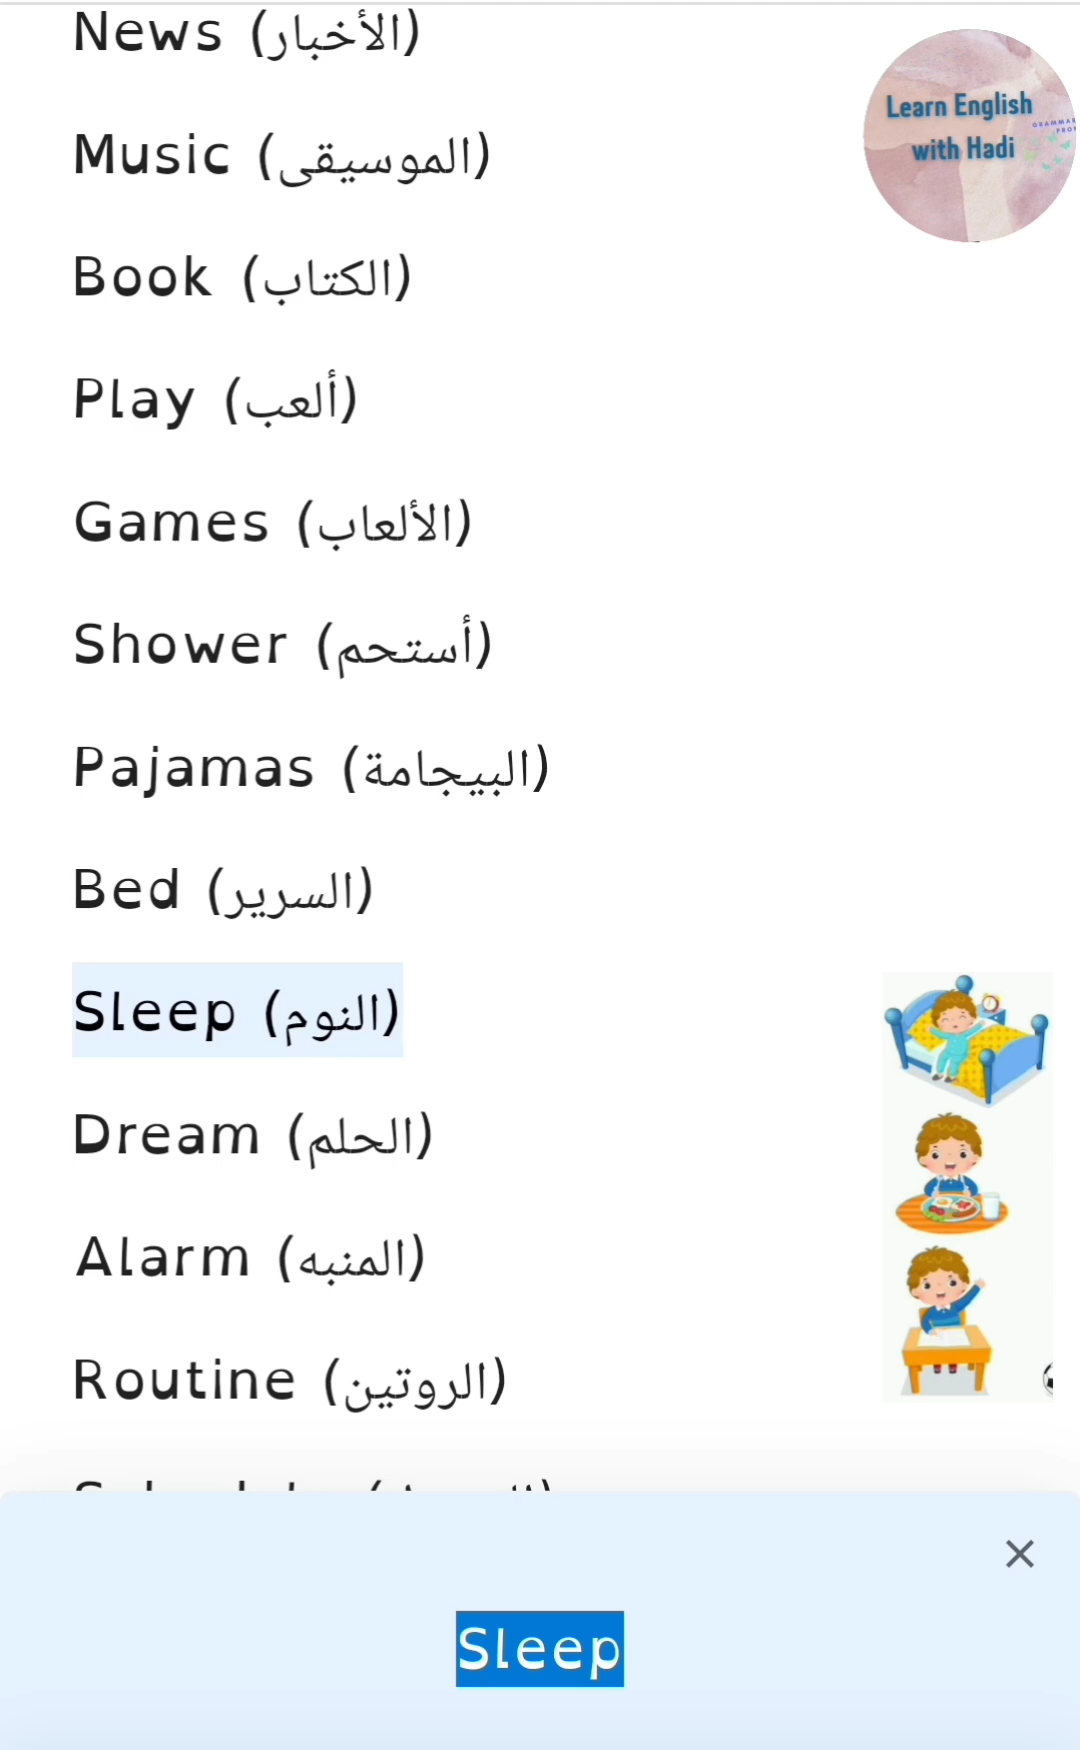 News (الأخبار)
Learn English
with Hadi
Music (الموسيقى)
Book (الكتاب)
Play (ألعب)
Games (الألعاب)
Shower (أستحم)
Pajamas (البيجامة)
Bed (السرير)
Sleep (النوم)
Dream (الحلم)
Alarm (المنبه)
Routine (الروتين)
Sleep